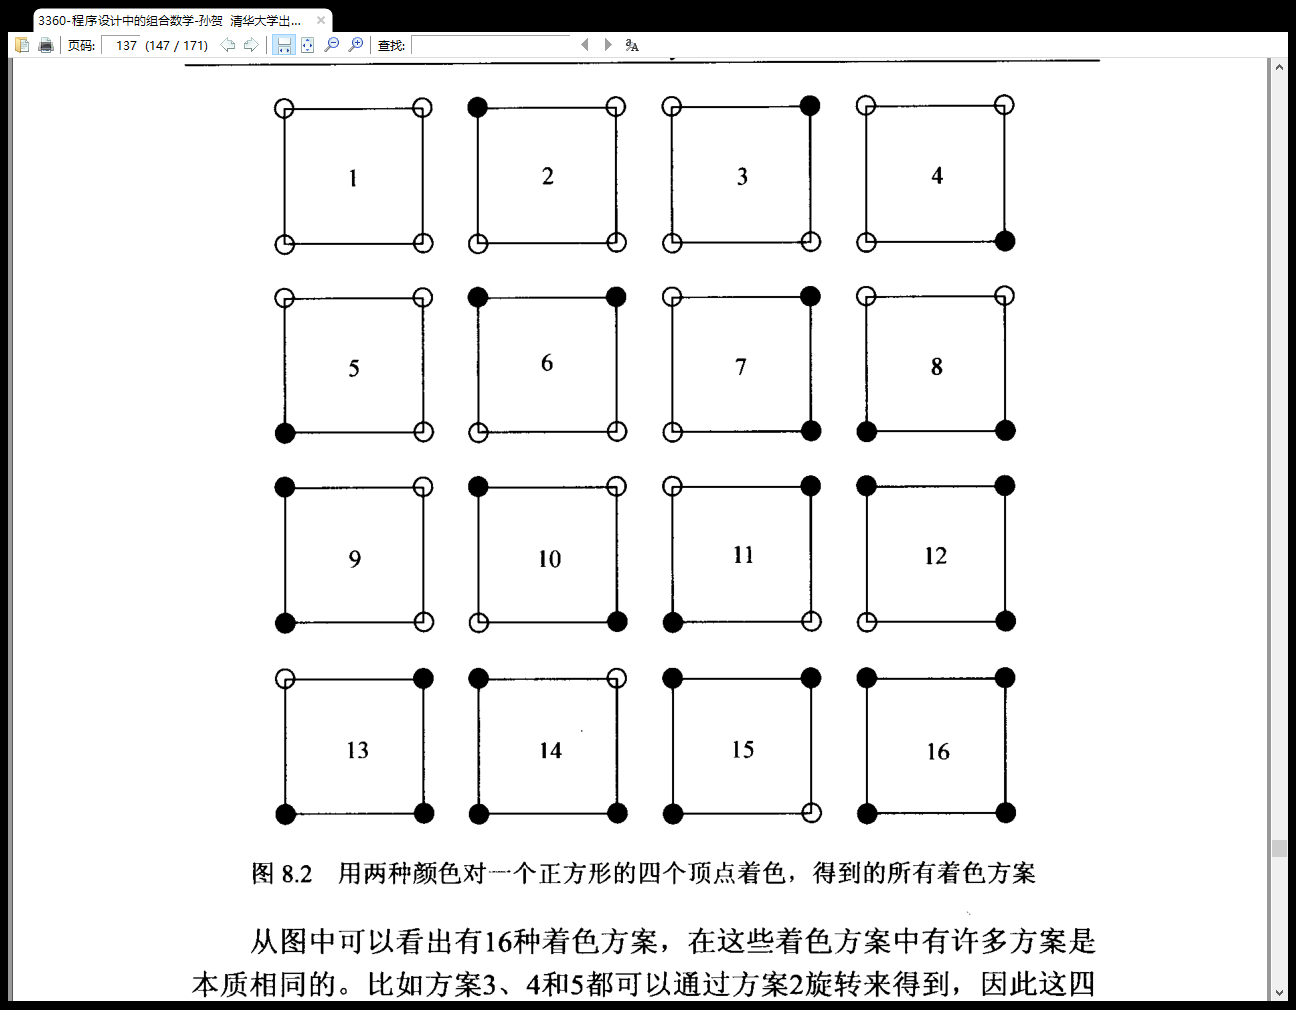 3360-程序设计中的组合数学-孙贺 清华大学出...
页码: 137 (147 / 171) 查找:
1 2 3 4
5 6 7 8
9 10 11 12
13 14 15 16
图 8.2 用两种颜色对一个正方形的四个顶点着色，得到的所有着色方案
从图中可以看出有16种着色方案，在这些着色方案中有许多方案是
本质相同的。比如方案3、4和5都可以通过方案2旋转来得到，因此这四